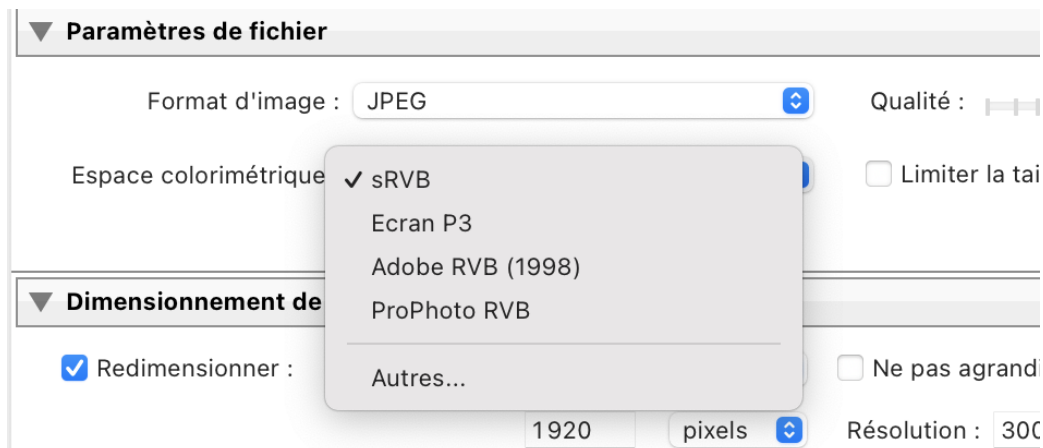 Paramètres de fichier
Format d'image : JPEG Qualité :
Espace colorimétrique ✓ sRVB Limiter la tai
Ecran P3
Adobe RVB (1998)
Dimensionnement de ProPhoto RVB
Redimensionner : Ne pas agrandi
Autres...
1920 pixels Résolution : 300